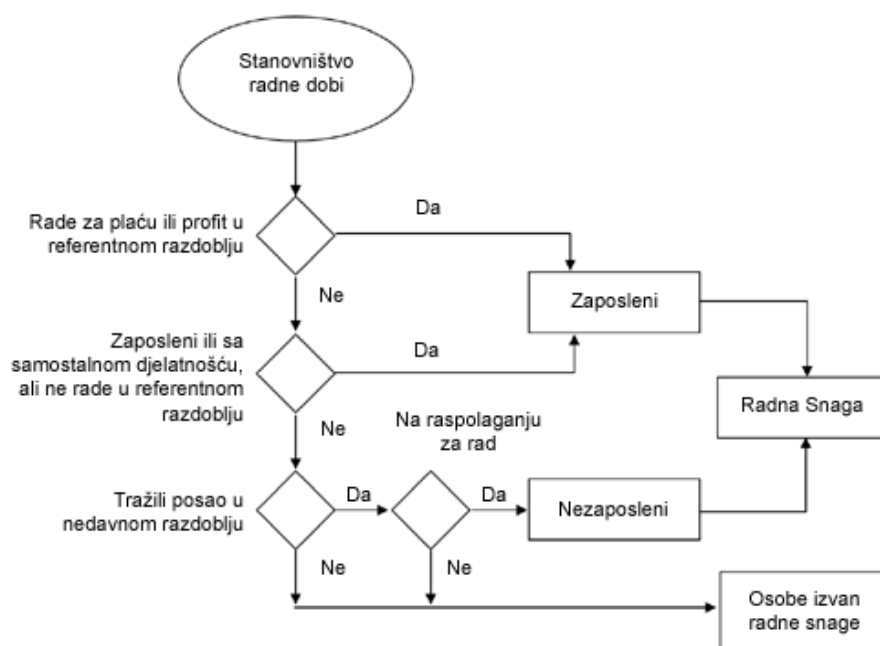 Stanovništvo
radne dobi
Rade za plaću ili profit u
referentnom razdoblju
Da
Ne
Zaposleni
Zaposleni ili sa
samostalnom djelatnošću,
ali ne rade u referentnom
razdoblju
Da
Ne
Radna Snaga
Na raspolaganju
za rad
Tražili posao u
nedavnom razdoblju
Da
Da
Nezaposleni
Ne
Ne
Osobe izvan
radne snage